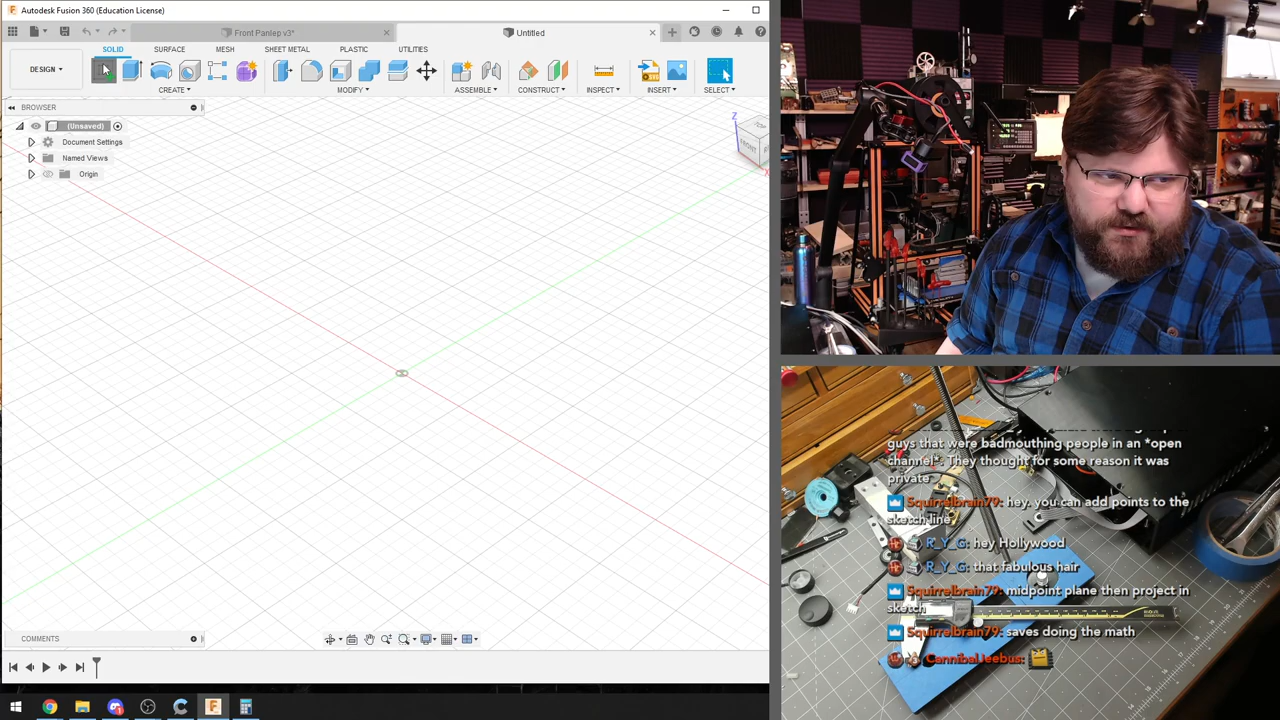 Autodesk Fusion 360 (Education License)
Front Panlep v3*
Untitled
SOLID
SURFACE
MESH
SHEET METAL
PLASTIC
UTILITIES
DESIGN
CREATE
MODIFY
ASSEMBLE
CONSTRUCT
INSPECT
INSERT
SELECT
BROWSER
(Unsaved)
Document Settings
Named Views
Origin
Z
FRONT
X
COMMENTS
guys that were badmouthing people in an *open
channel*. They thought for some reason it was
private
Squirrelbrain79: hey. you can add points to the
sketch line
R_Y_G: hey Hollywood
R_Y_G: that fabulous hair
Squirrelbrain79: midpoint plane then project in
sketch
Squirrelbrain79: saves doing the math
CannibalJeebus: